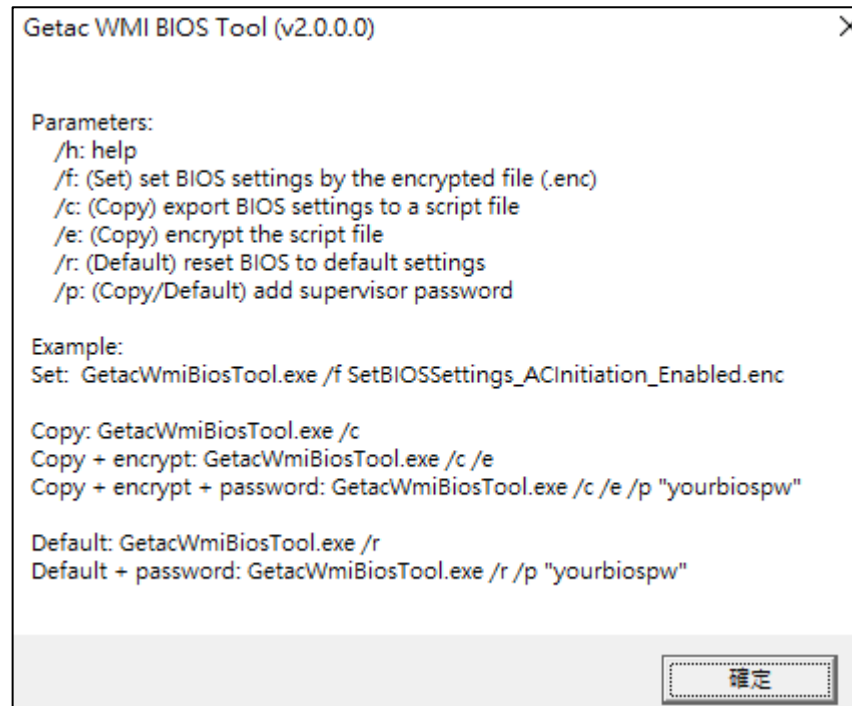 Getac WMI BIOS Tool (v2.0.0.0)
Parameters:
/h: help
/f: (Set) set BIOS settings by the encrypted file (.enc)
/c: (Copy) export BIOS settings to a script file
/e: (Copy) encrypt the script file
/r: (Default) reset BIOS to default settings
/p: (Copy/Default) add supervisor password
Example:
Set:  GetacWmiBiosTool.exe /f SetBIOSSettings_ACInitiation_Enabled.enc
Copy: GetacWmiBiosTool.exe /c
Copy + encrypt: GetacWmiBiosTool.exe /c /e
Copy + encrypt + password: GetacWmiBiosTool.exe /c /e /p "yourbiospw"
Default: GetacWmiBiosTool.exe /r
Default + password: GetacWmiBiosTool.exe /r /p "yourbiospw"
確定